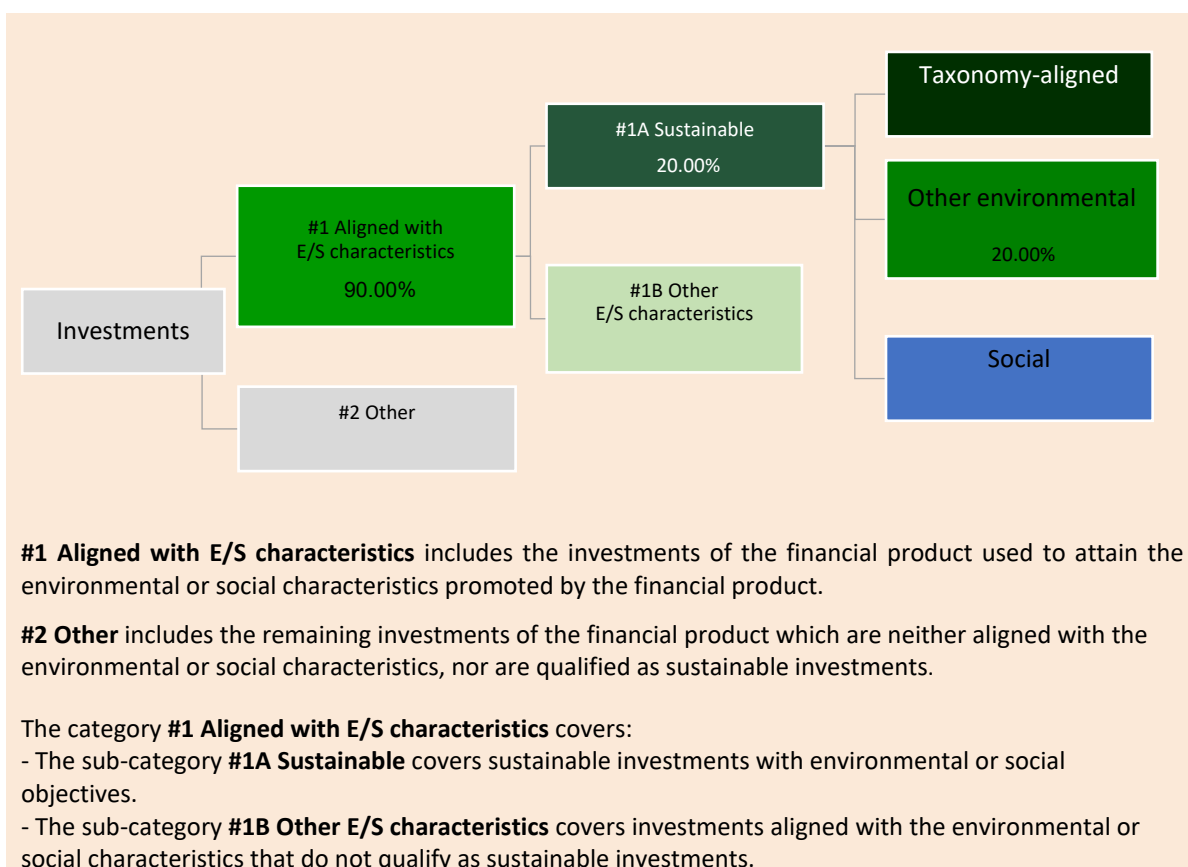 Taxonomy-aligned
#1A Sustainable
20.00%
Other environmental
20.00%
#1 Aligned with
E/S characteristics
90.00%
#1B Other
E/S characteristics
Investments
Social
#2 Other
#1 Aligned with E/S characteristics includes the investments of the financial product used to attain the
environmental or social characteristics promoted by the financial product.
#2 Other includes the remaining investments of the financial product which are neither aligned with the
environmental or social characteristics, nor are qualified as sustainable investments.
The category #1 Aligned with E/S characteristics covers:
- The sub-category #1A Sustainable covers sustainable investments with environmental or social
objectives.
- The sub-category #1B Other E/S characteristics covers investments aligned with the environmental or
social characteristics that do not qualify as sustainable investments.